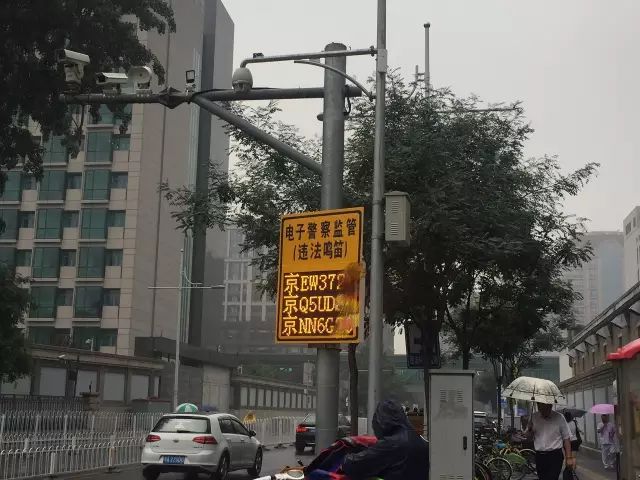 电子警察监管
(违法鸣笛)
京EW372
京Q5UD
京NN6G